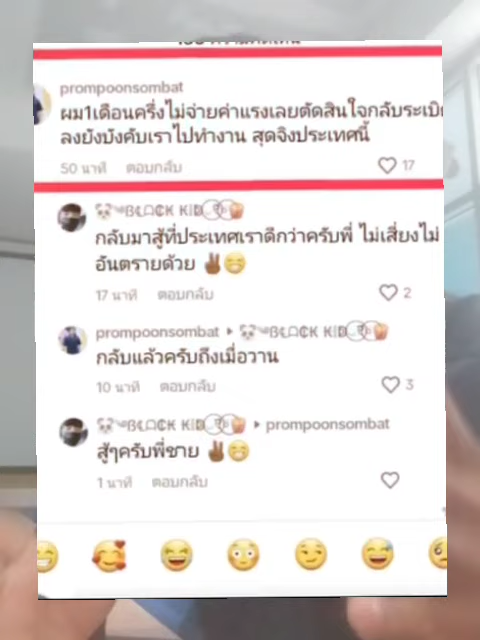 prompoonsombat
ผม1เดือนครึ่งไม่จ่ายค่าแรงเลยตัดสินใจกลับระเบิ
ลงยังบังคับเราไปทำงาน สุดจิงประเทศนี้
50 นาที ตอบกลับ 17
กลับมาสู้ที่ประเทศเราดีกว่าครับพี่ ไม่เสี่ยงไม่
อันตรายด้วย ✌🏾😁
17 นาที ตอบกลับ 2
prompoonsombat
กลับแล้วครับถึงเมื่อวาน
10 นาที ตอบกลับ 3
prompoonsombat
สู้ๆครับพี่ชาย ✌🏾😁
1 นาที ตอบกลับ